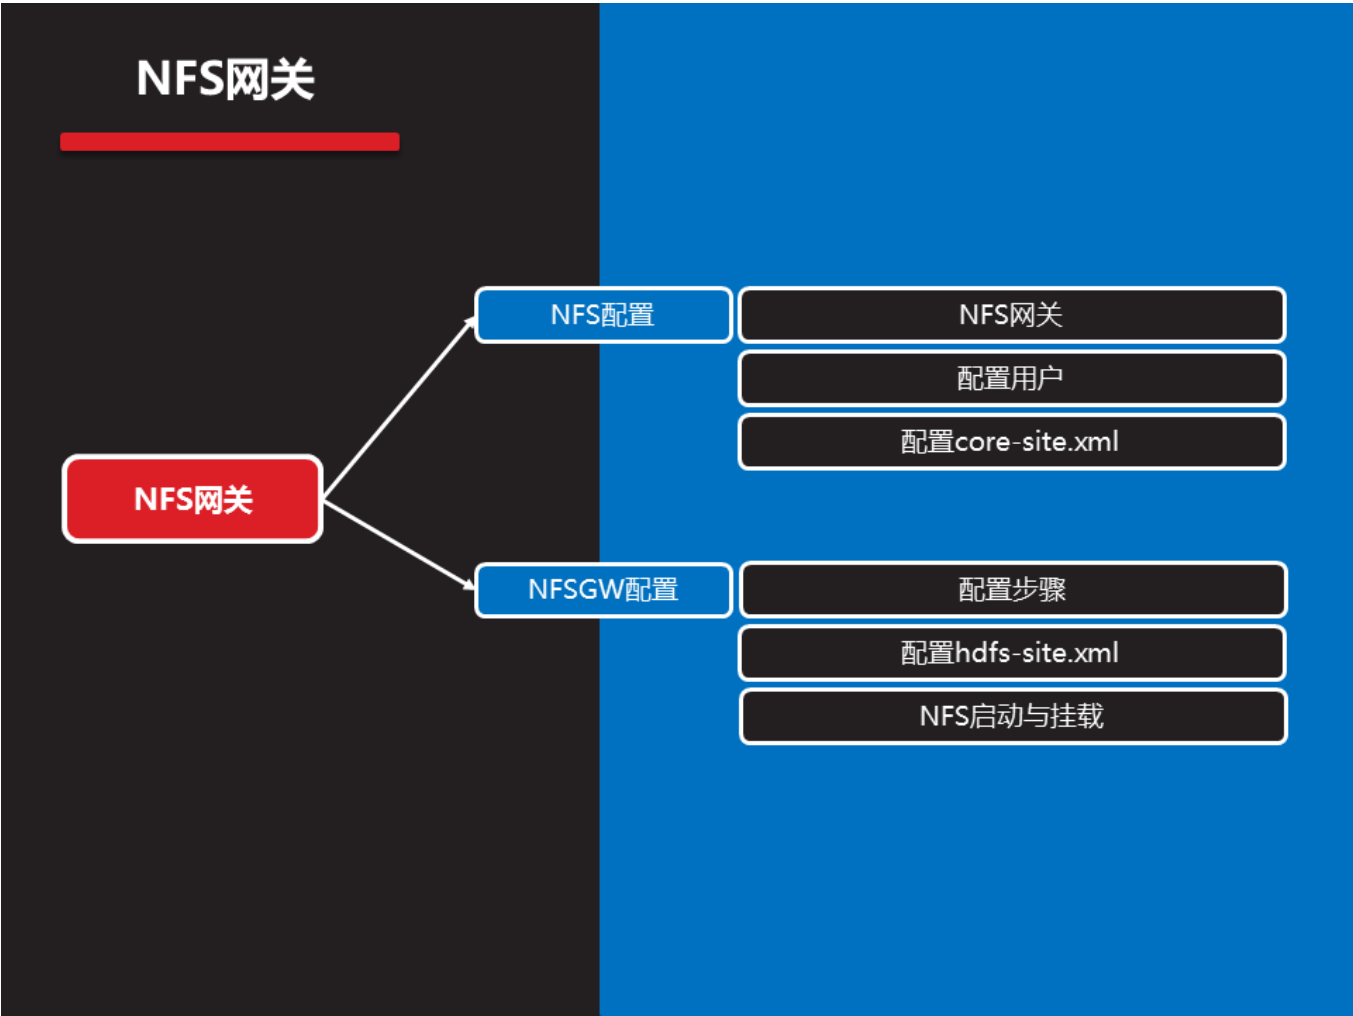 NFS网关
NFS网关
NFS配置
NFS网关
配置用户
配置core-site.xml
NFSGW配置
配置步骤
配置hdfs-site.xml
NFS启动与挂载